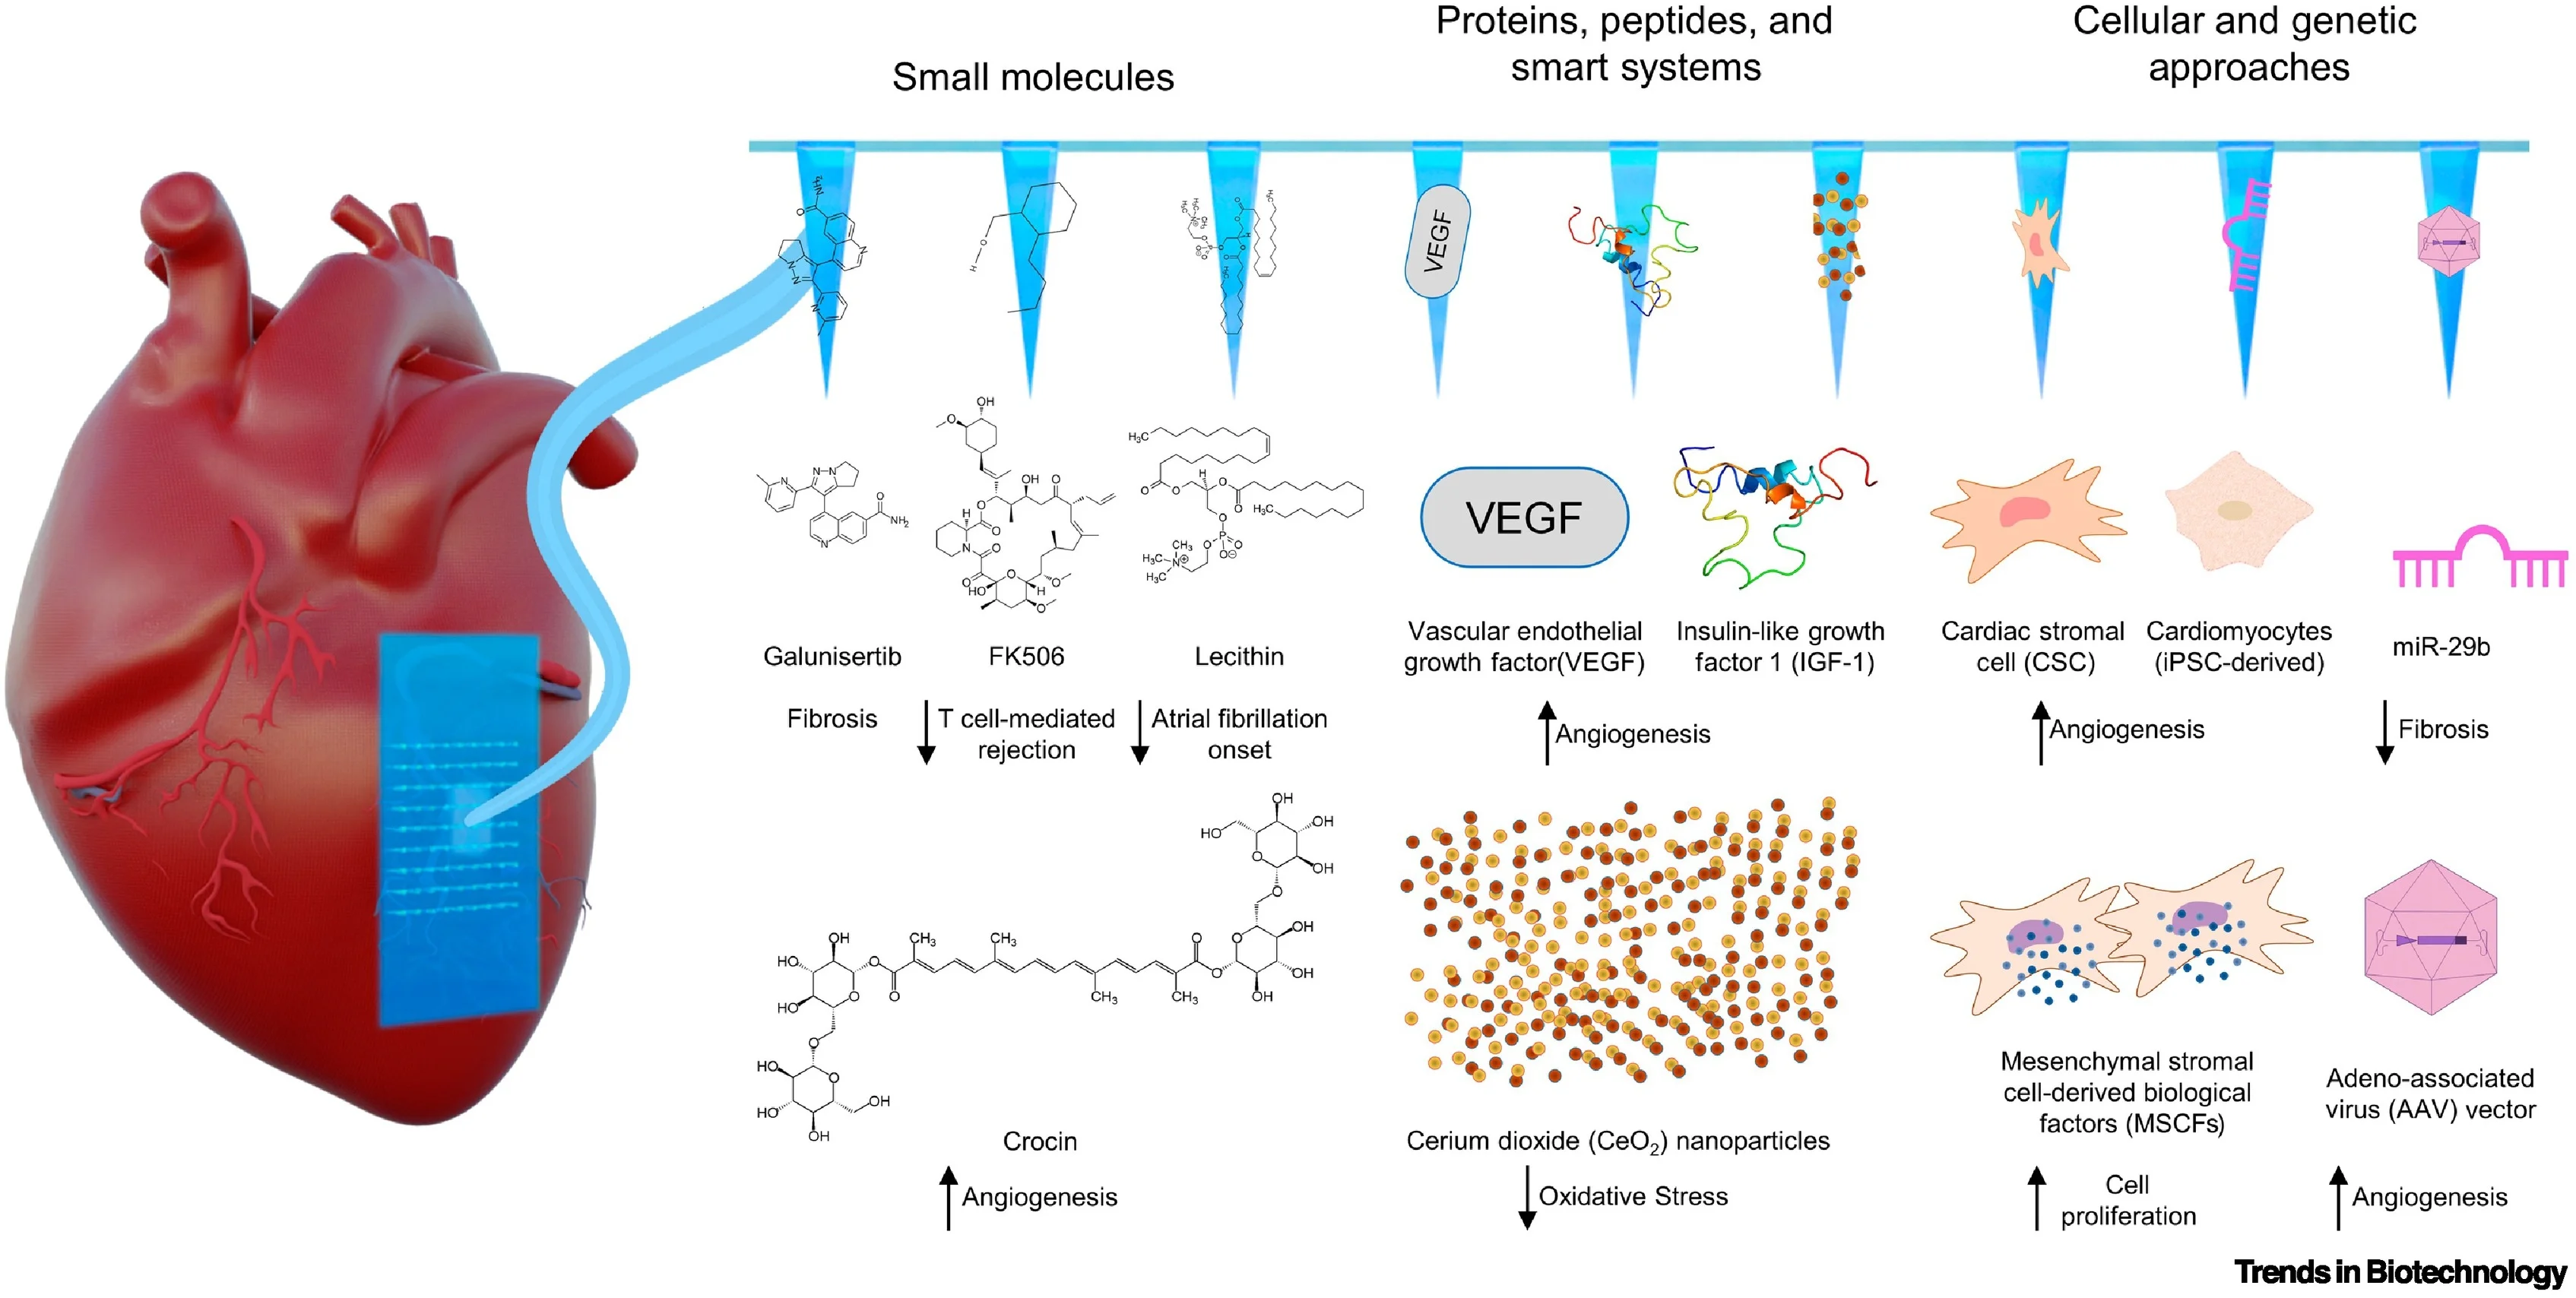 Small molecules
Proteins, peptides, and
smart systems
Cellular and genetic
approaches
VEGF
VEGF
Galunisertib
FK506
Lecithin
Vascular endothelial
growth factor(VEGF)
Insulin-like growth
factor 1 (IGF-1)
Cardiac stromal
cell (CSC)
Cardiomyocytes
(iPSC-derived)
miR-29b
Fibrosis
T cell-mediated
rejection
Atrial fibrillation
onset
Angiogenesis
Angiogenesis
Fibrosis
Crocin
Angiogenesis
Cerium dioxide (CeO₂) nanoparticles
Oxidative Stress
Mesenchymal stromal
cell-derived biological
factors (MSCFs)
Cell
proliferation
Adeno-associated
virus (AAV) vector
Angiogenesis
Trends in Biotechnology